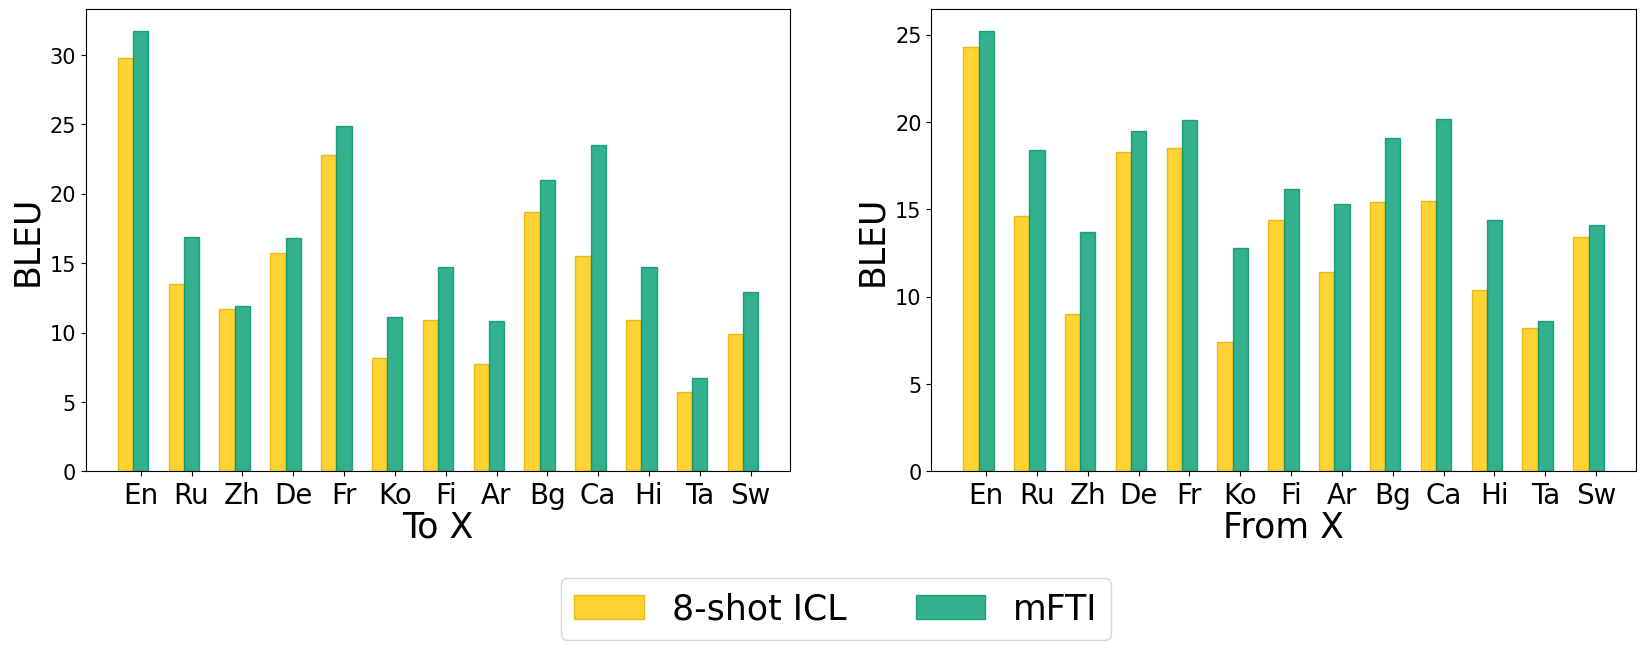 BLEU
30
25
20
15
10
5
0
En Ru Zh De Fr Ko Fi Ar Bg Ca Hi Ta Sw
To X
BLEU
25
20
15
10
5
0
En Ru Zh De Fr Ko Fi Ar Bg Ca Hi Ta Sw
From X
8-shot ICL
mFTI